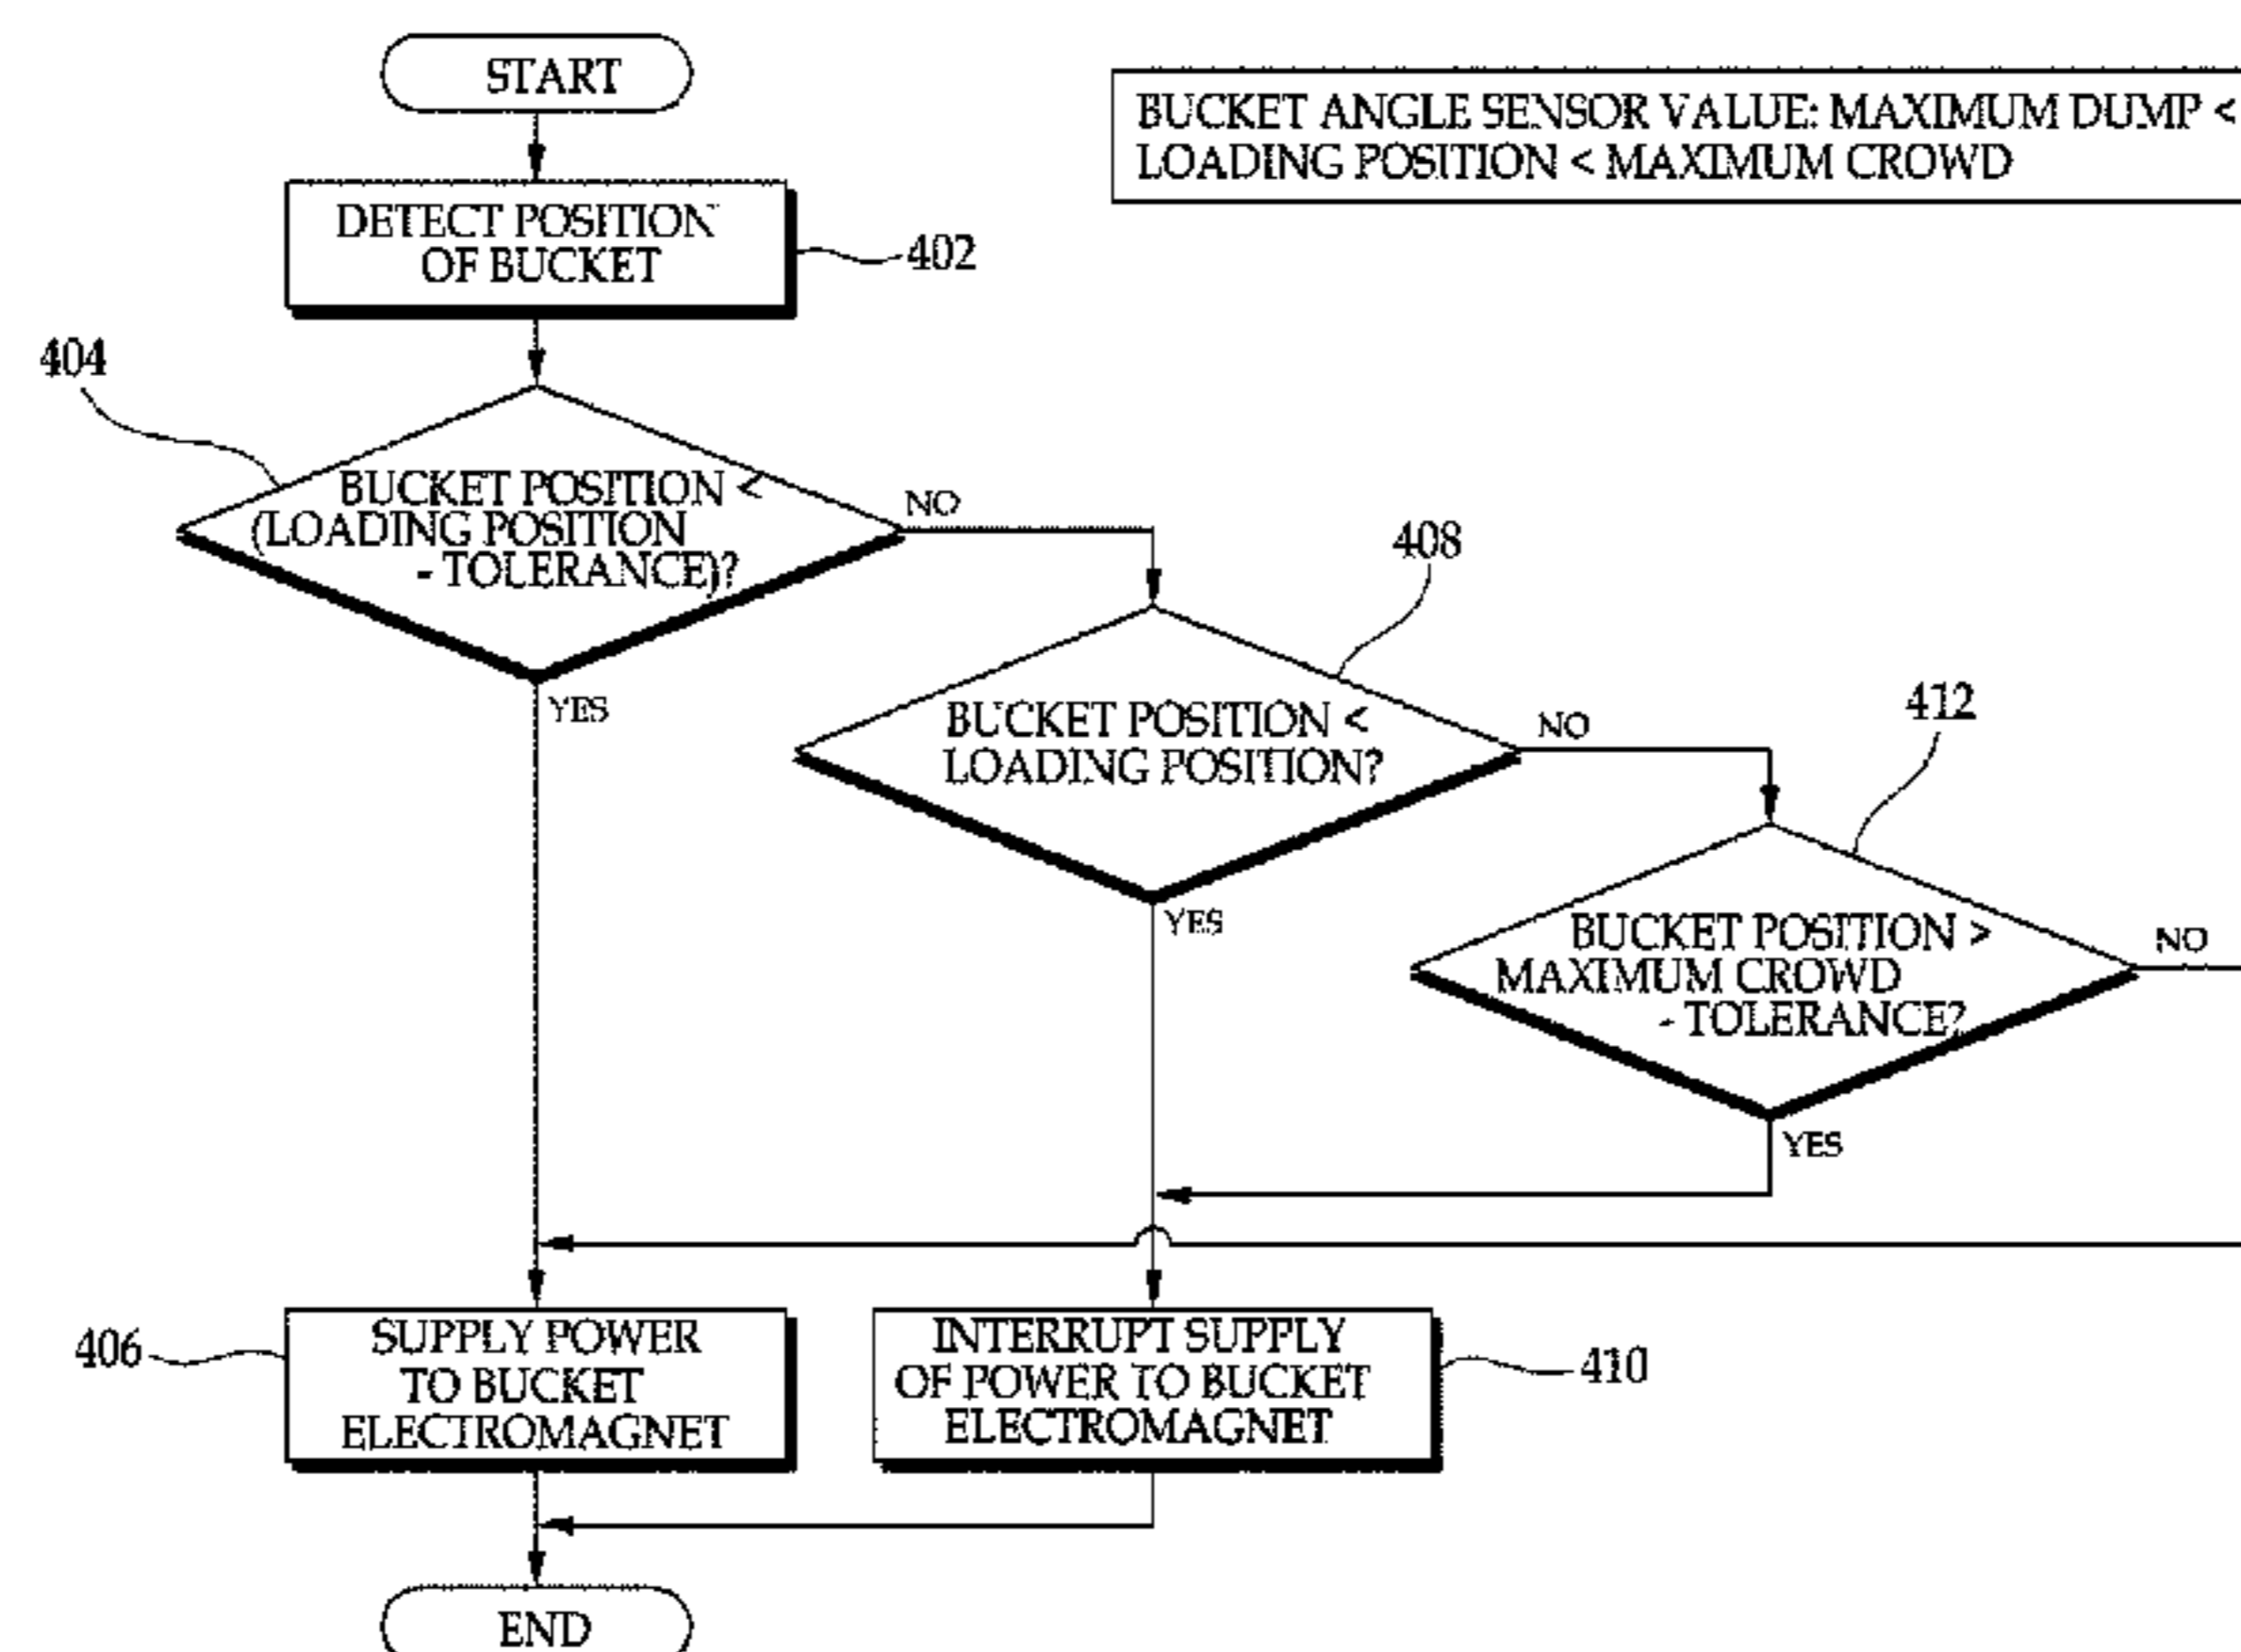 START
BUCKET ANGLE SENSOR VALUE: MAXIMUM DUMP <
LOADING POSITION < MAXIMUM CROWD
DETECT POSITION
OF BUCKET
402
404
BUCKET POSITION <
(LOADING POSITION
- TOLERANCE)?
NO
YES
408
BUCKET POSITION <
LOADING POSITION?
NO
YES
412
BUCKET POSITION >
MAXIMUM CROWD
- TOLERANCE?
NO
YES
406
SUPPLY POWER
TO BUCKET
ELECTROMAGNET
INTERRUPT SUPPLY
OF POWER TO BUCKET
ELECTROMAGNET
410
END